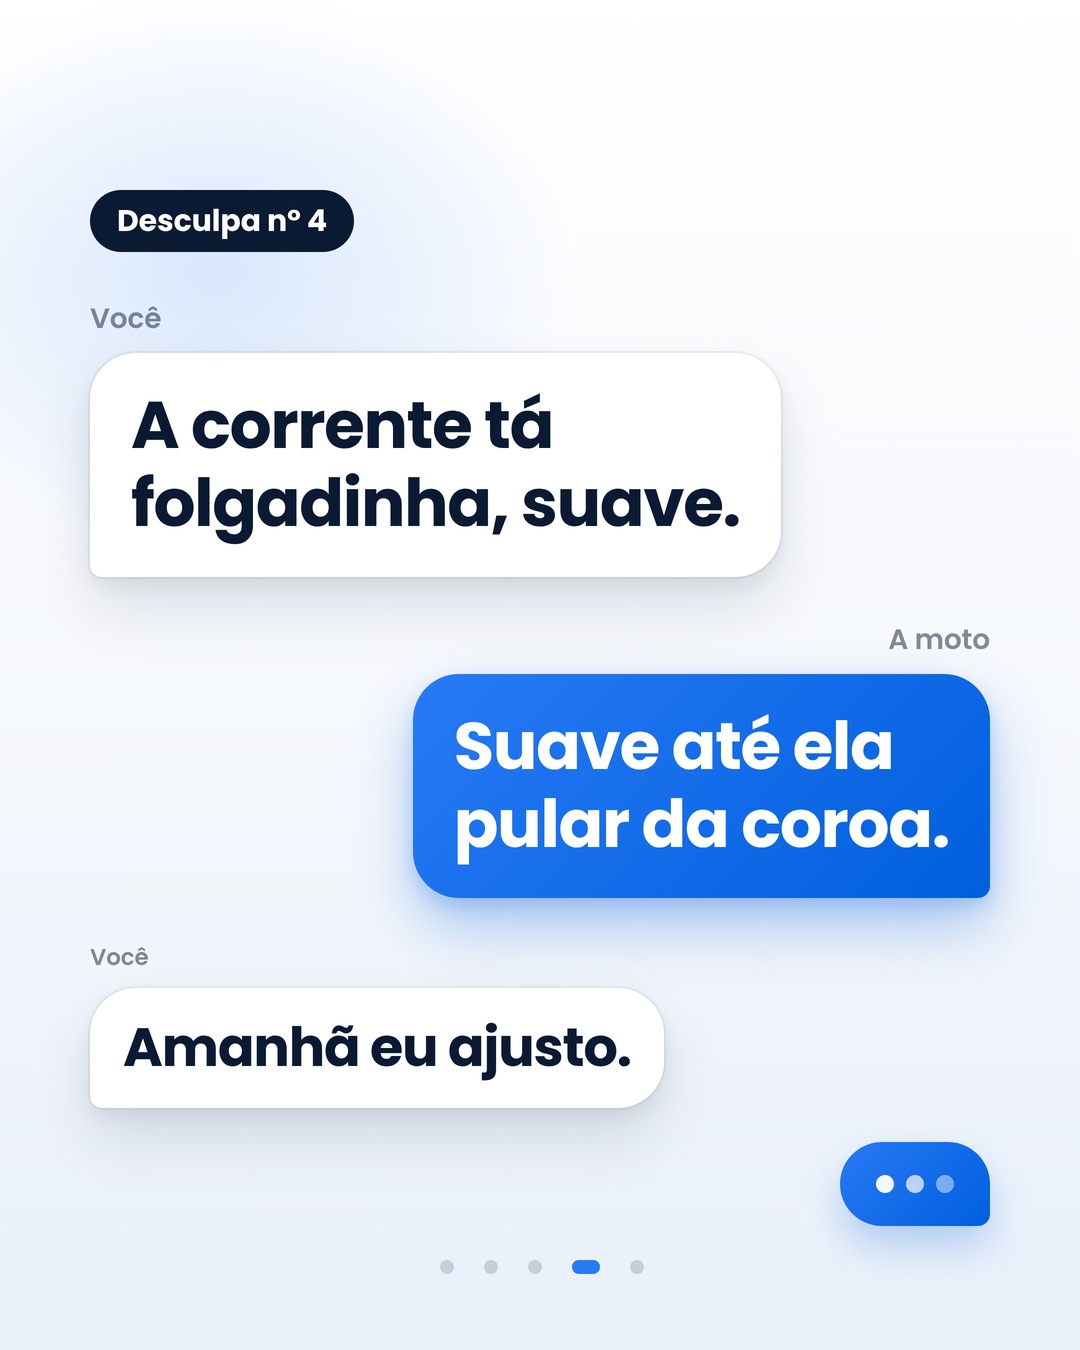 Desculpa nº 4
Você
A corrente tá
folgadinha, suave.
A moto
Suave até ela
pular da coroa.
Você
Amanhã eu ajusto.